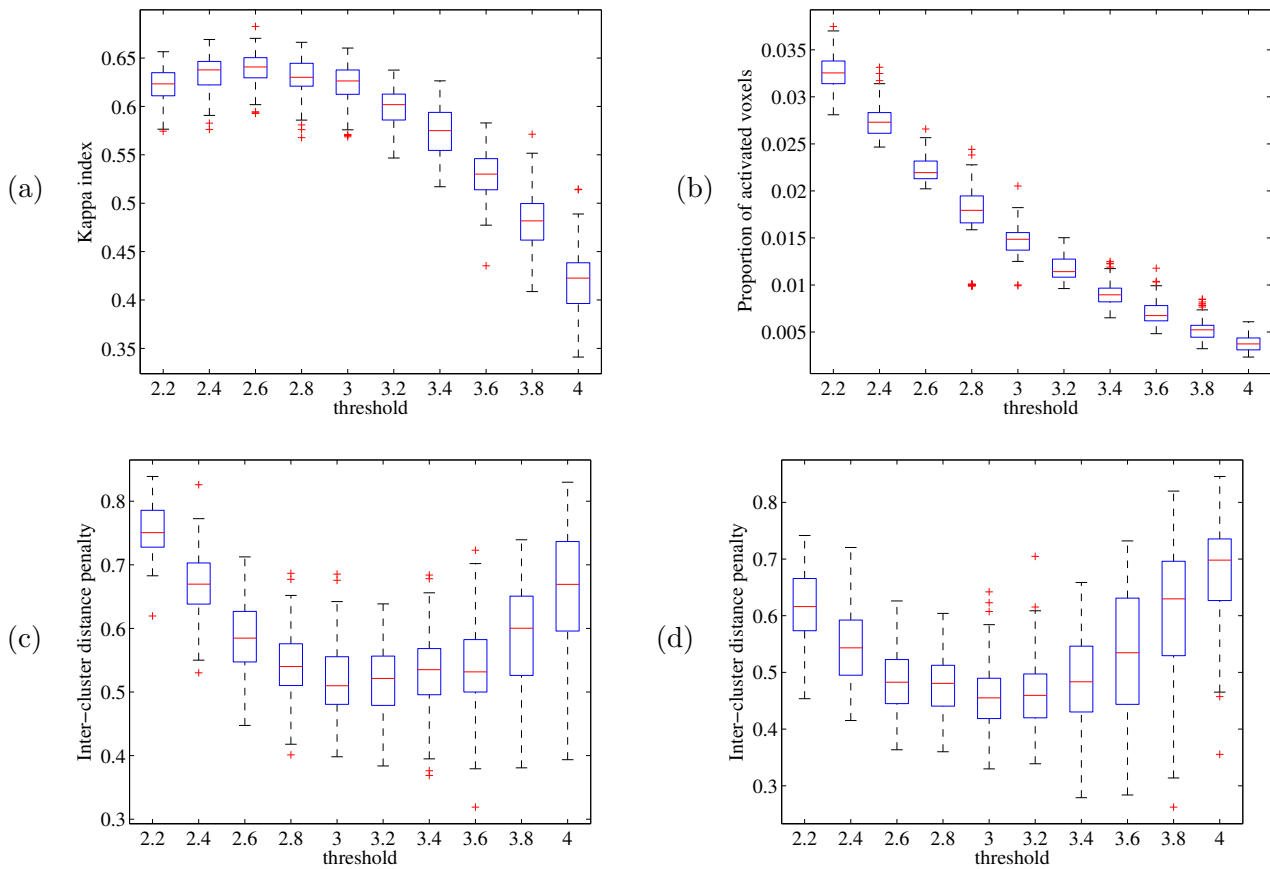 (a)
Kappa index
0.65
0.6
0.55
0.5
0.45
0.4
0.35
2.2 2.4 2.6 2.8 3 3.2 3.4 3.6 3.8 4
threshold
(b)
Proportion of activated voxels
0.035
0.03
0.025
0.02
0.015
0.01
0.005
2.2 2.4 2.6 2.8 3 3.2 3.4 3.6 3.8 4
threshold
(c)
Inter−cluster distance penalty
0.8
0.7
0.6
0.5
0.4
0.3
2.2 2.4 2.6 2.8 3 3.2 3.4 3.6 3.8 4
threshold
(d)
Inter−cluster distance penalty
0.8
0.7
0.6
0.5
0.4
0.3
2.2 2.4 2.6 2.8 3 3.2 3.4 3.6 3.8 4
threshold